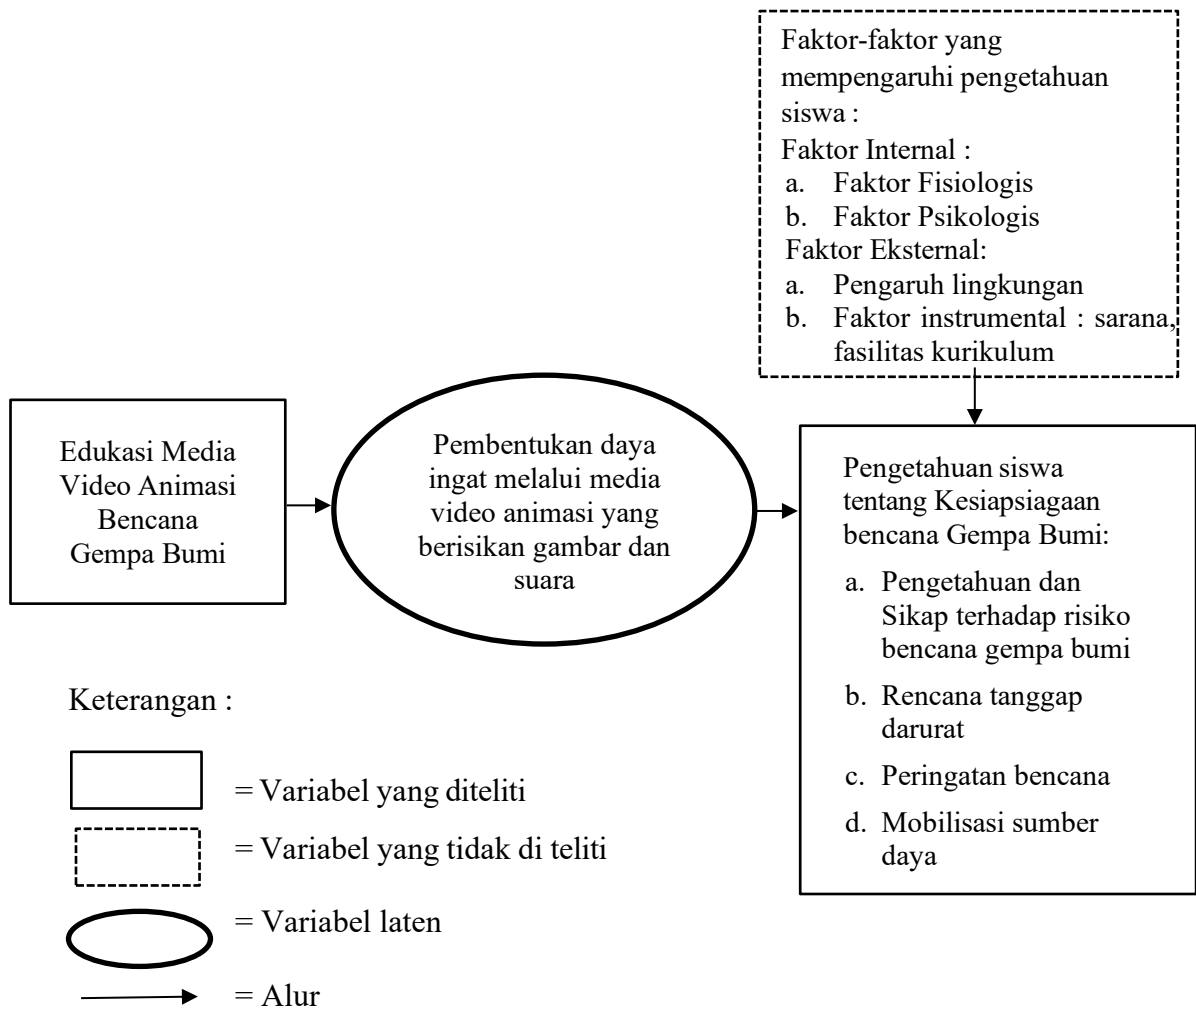 Faktor-faktor yang
mempengaruhi pengetahuan
siswa :
Faktor Internal :
a. Faktor Fisiologis
b. Faktor Psikologis
Faktor Eksternal:
a. Pengaruh lingkungan
b. Faktor instrumental : sarana,
fasilitas kurikulum
Edukasi Media
Video Animasi
Bencana
Gempa Bumi
Pembentukan daya
ingat melalui media
video animasi yang
berisikan gambar dan
suara
Pengetahuan siswa
tentang Kesiapsiagaan
bencana Gempa Bumi:
a. Pengetahuan dan
Sikap terhadap risiko
bencana gempa bumi
b. Rencana tanggap
darurat
c. Peringatan bencana
d. Mobilisasi sumber
daya
Keterangan :
= Variabel yang diteliti
= Variabel yang tidak di teliti
= Variabel laten
= Alur